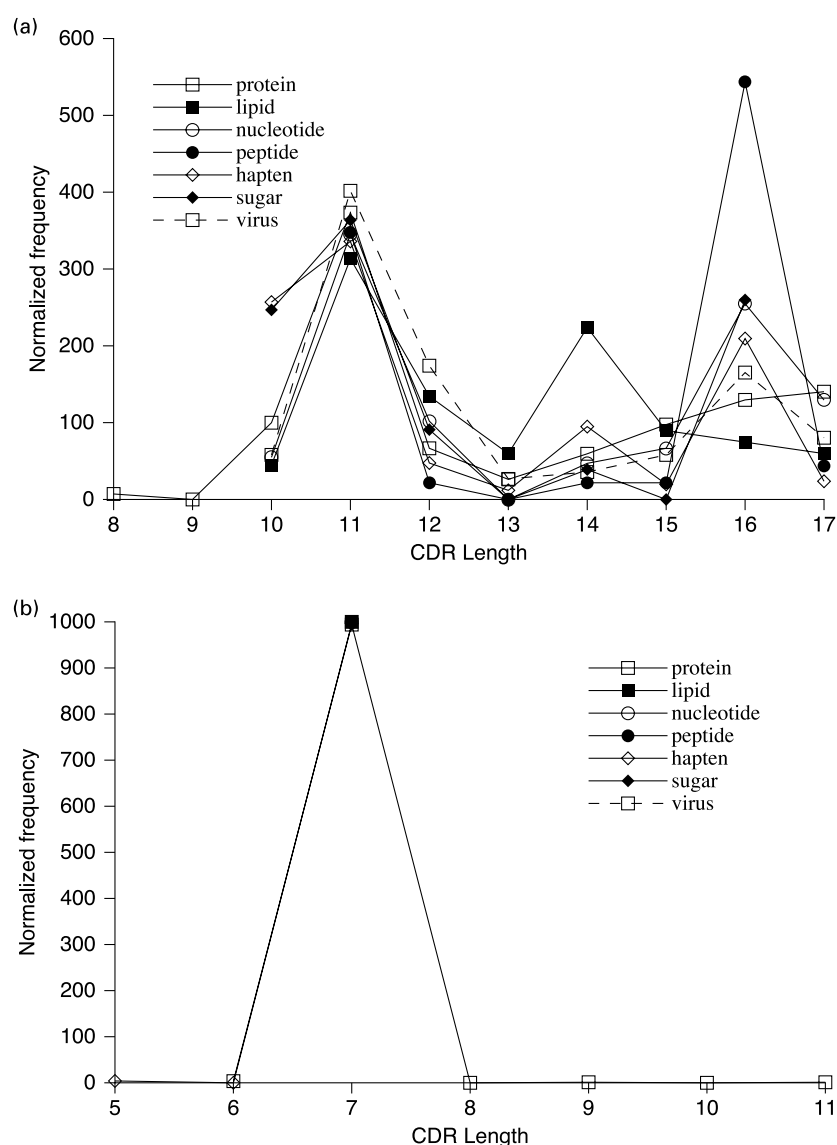 (a)
600
500
400
300
200
100
0
Normalized frequency
protein
lipid
nucleotide
peptide
hapten
sugar
virus
8 9 10 11 12 13 14 15 16 17
CDR Length
(b)
1000
900
800
700
600
500
400
300
200
100
0
Normalized frequency
protein
lipid
nucleotide
peptide
hapten
sugar
virus
5 6 7 8 9 10 11
CDR Length